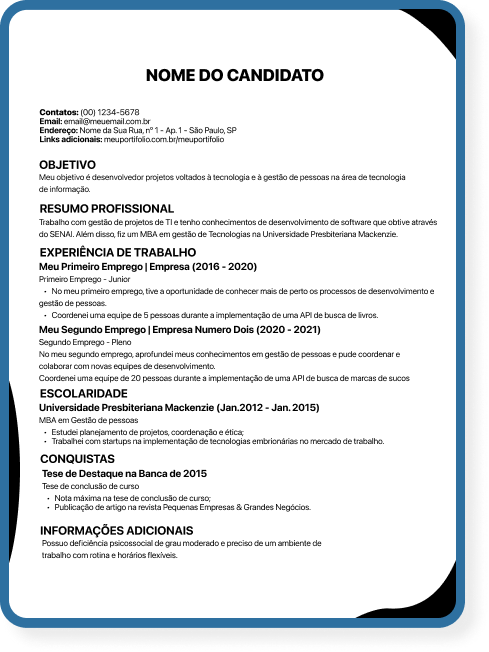 NOME DO CANDIDATO
Contatos: (00) 1234-5678
Email: email@meuemail.com.br
Endereço: Nome da Sua Rua, nº 1 - Ap. 1 - São Paulo, SP
Links adicionais: meuportifolio.com.br/meuportifolio
OBJETIVO
Meu objetivo é desenvolvedor projetos voltados à tecnologia e à gestão de pessoas na área de tecnologia
de informação.
RESUMO PROFISSIONAL
Trabalho com gestão de projetos de TI e tenho conhecimentos de desenvolvimento de software que obtive através
do SENAI. Além disso, fiz um MBA em gestão de Tecnologias na Universidade Presbiteriana Mackenzie.
EXPERIÊNCIA DE TRABALHO
Meu Primeiro Emprego | Empresa (2016 - 2020)
Primeiro Emprego - Junior
• No meu primeiro emprego, tive a oportunidade de conhecer mais de perto os processos de desenvolvimento e
gestão de pessoas.
• Coordenei uma equipe de 5 pessoas durante a implementação de uma API de busca de livros.
Meu Segundo Emprego | Empresa Numero Dois (2020 - 2021)
Segundo Emprego - Pleno
No meu segundo emprego, aprofundei meus conhecimentos em gestão de pessoas e pude coordenar e
colaborar com novas equipes de desenvolvimento.
Coordenei uma equipe de 20 pessoas durante a implementação de uma API de busca de marcas de sucos
ESCOLARIDADE
Universidade Presbiteriana Mackenzie (Jan.2012 - Jan. 2015)
MBA em Gestão de pessoas
• Estudei planejamento de projetos, coordenação e ética;
• Trabalhei com startups na implementação de tecnologias embrionárias no mercado de trabalho.
CONQUISTAS
Tese de Destaque na Banca de 2015
Tese de conclusão de curso
• Nota máxima na tese de conclusão de curso;
• Publicação de artigo na revista Pequenas Empresas & Grandes Negócios.
INFORMAÇÕES ADICIONAIS
Possuo deficiência psicossocial de grau moderado e preciso de um ambiente de
trabalho com rotina e horários flexíveis.